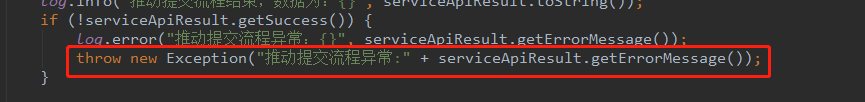 log.info("推动提交流程结束，数据为：{}", serviceApiResult.toString());
if (!serviceApiResult.getSuccess()) {
log.error("推动提交流程异常：{}", serviceApiResult.getErrorMessage());
throw new Exception("推动提交流程异常:" + serviceApiResult.getErrorMessage());
}